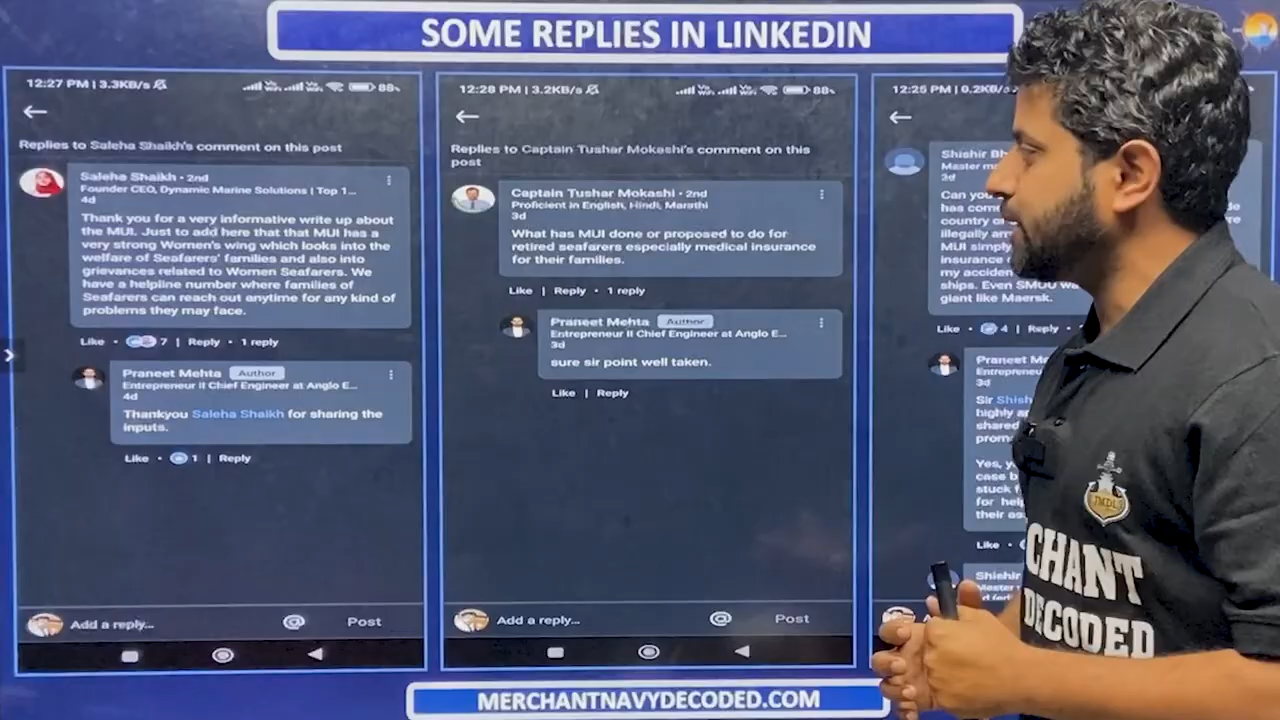 SOME REPLIES IN LINKEDIN
12:27 PM | 3.3KB/s
88
Replies to Saleha Shaikh's comment on this post
Saleha Shaikh • 2nd
Founder CEO, Dynamic Marine Solutions | Top 1...
4d
Thank you for a very informative write up about
the MUI. Just to add here that that MUI has a
very strong Women's wing which looks into the
welfare of Seafarers' families and also into
grievances related to Women Seafarers. We
have a helpline number where families of
Seafarers can reach out anytime for any kind of
problems they may face.
Like • 7 | Reply • 1 reply
Praneet Mehta Author
Entrepreneur II Chief Engineer at Anglo E...
4d
Thankyou Saleha Shaikh for sharing the
inputs.
Like • 1 | Reply
Add a reply... @ Post
12:28 PM | 3.2KB/s
88
Replies to Captain Tushar Mokashi's comment on this
post
Captain Tushar Mokashi • 2nd
Proficient in English, Hindi, Marathi
3d
What has MUI done or proposed to do for
retired seafarers especially medical insurance
for their families.
Like | Reply • 1 reply
Praneet Mehta Author
Entrepreneur II Chief Engineer at Anglo E...
3d
sure sir point well taken.
Like | Reply
Add a reply... @ Post
12:25 PM | 0.2KB/s
Shishir
Master
3d
Can you
has com
country o
illegally
MUI simply
insurance
my
ships. Even SMOU
giant like Maersk.
Like • 4 | Reply
Praneet
Entrepreneur
3d
Sir
highly
shared
Yes,
case
stuck
for
their
Like •
Shishir
Master
CHANT
DECODED
MERCHANTNAVYDECODED.COM